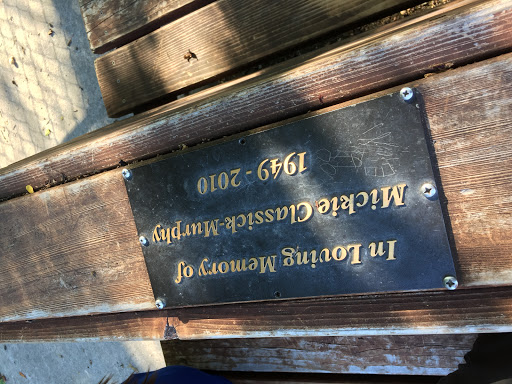 In Loving Memory of
Mickie Classick-Murphy
1949 - 2010